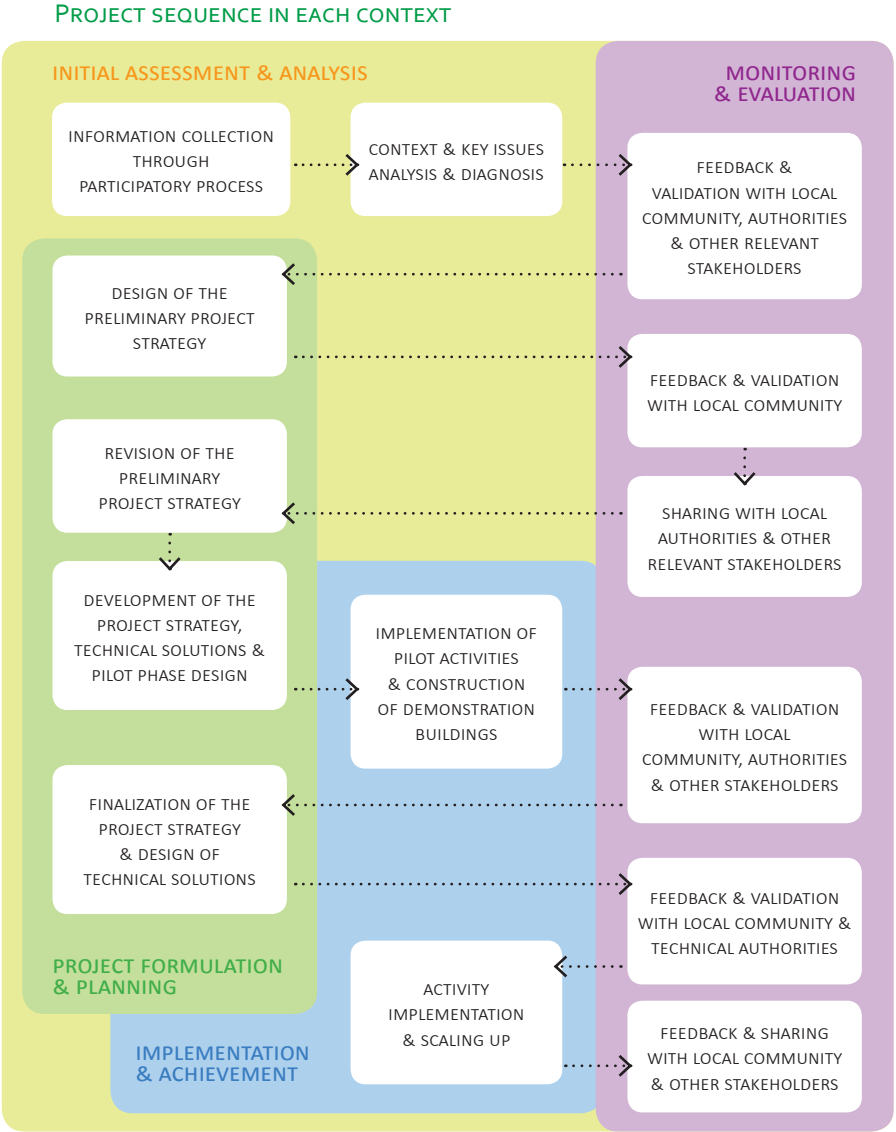 Project sequence in each context
INITIAL ASSESSMENT & ANALYSIS
MONITORING
& EVALUATION
INFORMATION COLLECTION
THROUGH
PARTICIPATORY PROCESS
CONTEXT & KEY ISSUES
ANALYSIS & DIAGNOSIS
FEEDBACK &
VALIDATION WITH LOCAL
COMMUNITY, AUTHORITIES
& OTHER RELEVANT
STAKEHOLDERS
DESIGN OF THE
PRELIMINARY PROJECT
STRATEGY
FEEDBACK & VALIDATION
WITH LOCAL COMMUNITY
SHARING WITH LOCAL
AUTHORITIES & OTHER
RELEVANT STAKEHOLDERS
REVISION OF THE
PRELIMINARY
PROJECT STRATEGY
DEVELOPMENT OF THE
PROJECT STRATEGY,
TECHNICAL SOLUTIONS &
PILOT PHASE DESIGN
IMPLEMENTATION OF
PILOT ACTIVITIES
& CONSTRUCTION
OF DEMONSTRATION
BUILDINGS
FEEDBACK & VALIDATION
WITH LOCAL
COMMUNITY, AUTHORITIES
& OTHER STAKEHOLDERS
FINALIZATION OF THE
PROJECT STRATEGY
& DESIGN OF
TECHNICAL SOLUTIONS
FEEDBACK & VALIDATION
WITH LOCAL COMMUNITY &
TECHNICAL AUTHORITIES
PROJECT FORMULATION
& PLANNING
ACTIVITY
IMPLEMENTATION
& SCALING UP
FEEDBACK & SHARING
WITH LOCAL COMMUNITY
& OTHER STAKEHOLDERS
IMPLEMENTATION
& ACHIEVEMENT